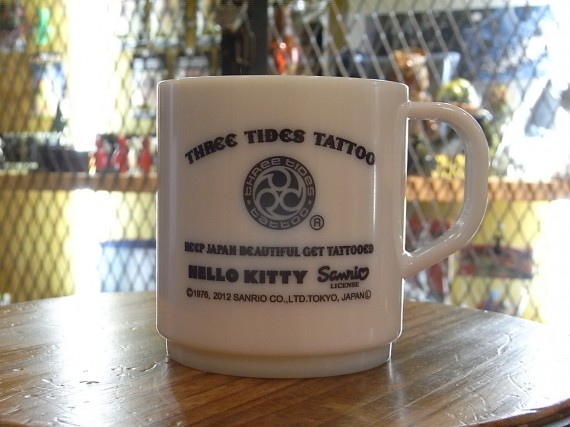 THREE TIDES TATTOO
three tides
tattoo
®
KEEP JAPAN BEAUTIFUL GET TATTOOED
HELLO KITTY Sanrio
LICENSE
©1976, 2012 SANRIO CO.,LTD.TOKYO, JAPANⓁ